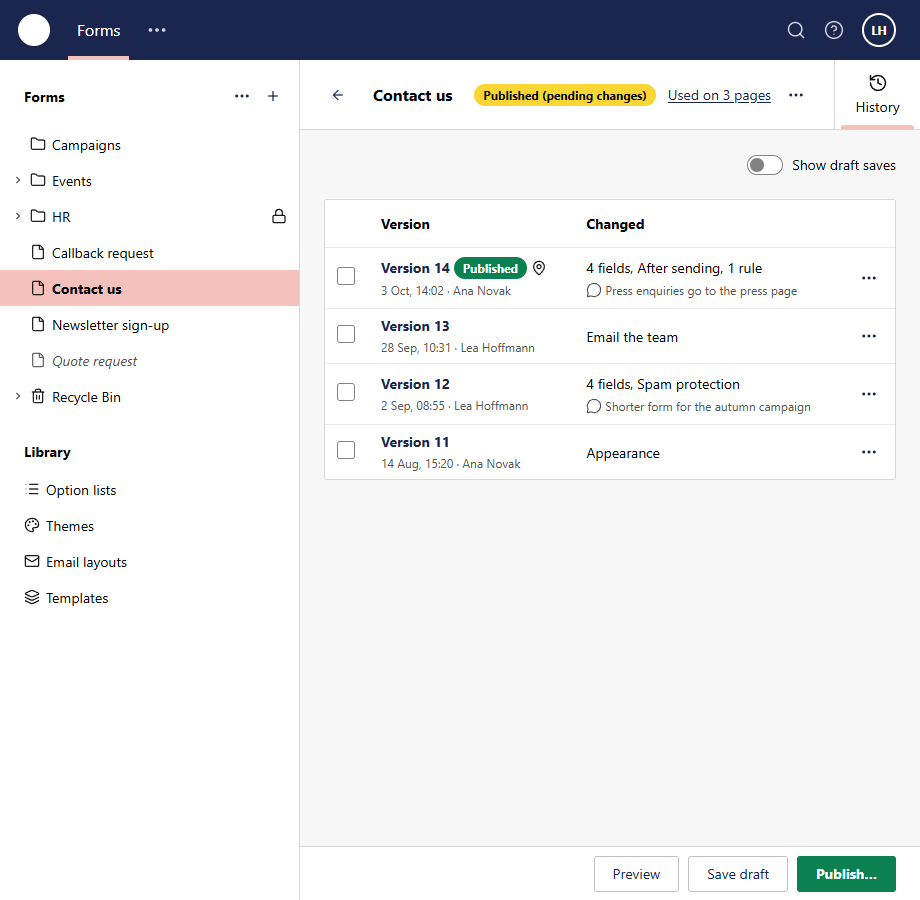 Forms
LH
Forms
Campaigns
Events
HR
Callback request
Contact us
Newsletter sign-up
Quote request
Recycle Bin
Library
Option lists
Themes
Email layouts
Templates
Contact us
Published (pending changes)
Used on 3 pages
History
Show draft saves
Version Changed
Version 14 Published 4 fields, After sending, 1 rule
3 Oct, 14:02 · Ana Novak Press enquiries go to the press page
Version 13
28 Sep, 10:31 · Lea Hoffmann
Email the team
Version 12 4 fields, Spam protection
2 Sep, 08:55 · Lea Hoffmann Shorter form for the autumn campaign
Version 11
14 Aug, 15:20 · Ana Novak
Appearance
Preview
Save draft
Publish...